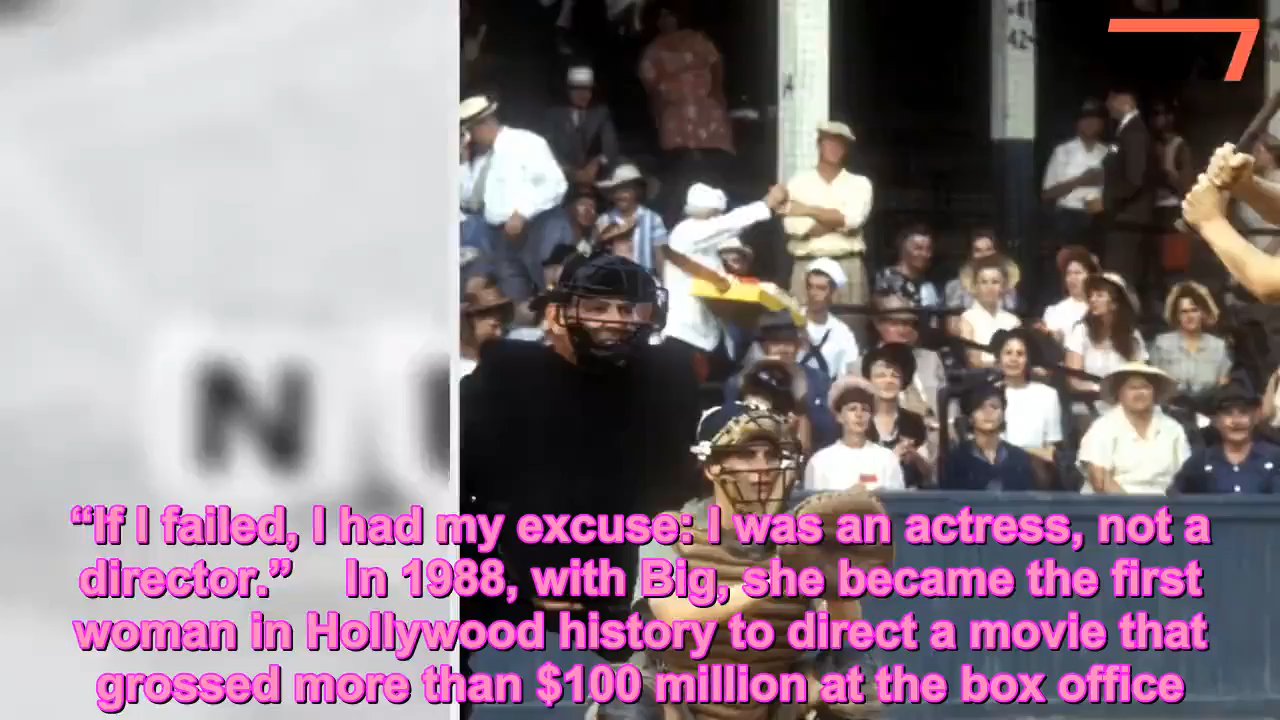 42
N
“If I failed, I had my excuse: I was an actress, not a
director.” In 1988, with Big, she became the first
woman in Hollywood history to direct a movie that
grossed more than $100 million at the box office